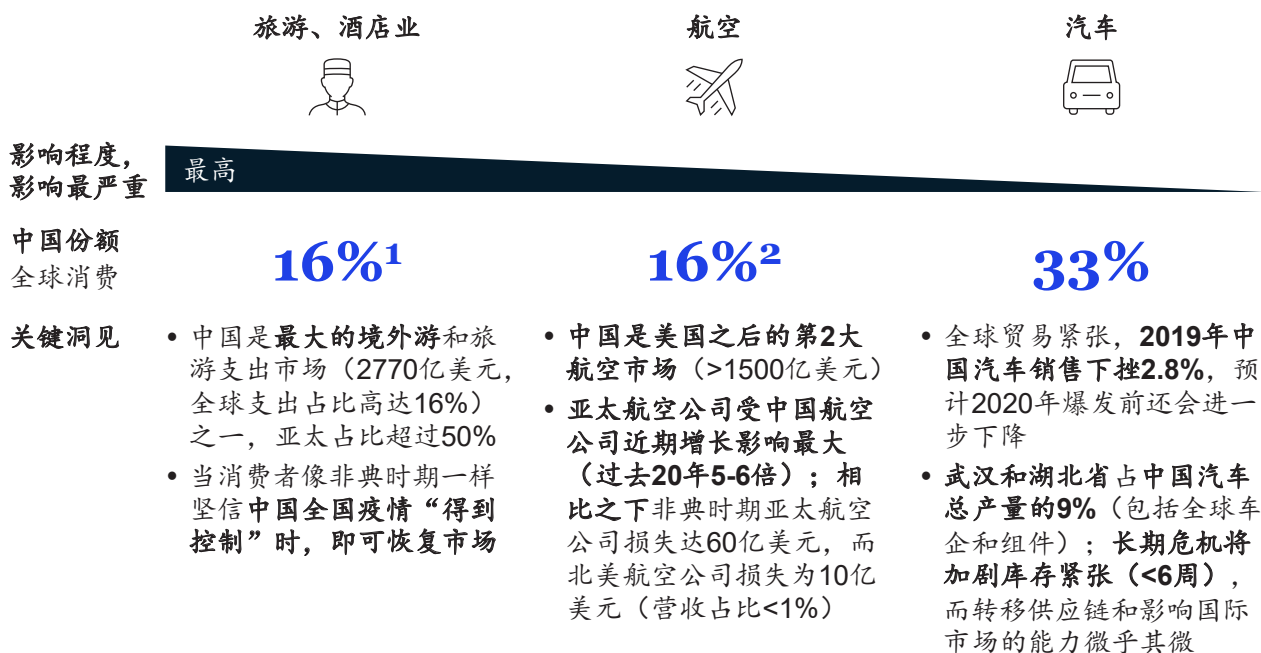 旅游、酒店业
航空
汽车
影响程度，
影响最严重
最高
中国份额
全球消费
16%¹
16%²
33%
关键洞见
• 中国是最大的境外游和旅
游支出市场（2770亿美元，
全球支出占比高达16%）
之一，亚太占比超过50%
• 当消费者像非典时期一样
坚信中国全国疫情“得到
控制”时，即可恢复市场
• 中国是美国之后的第2大
航空市场（>1500亿美元）
• 亚太航空公司受中国航空
公司近期增长影响最大
（过去20年5-6倍）；相
比之下非典时期亚太航空
公司损失达60亿美元，而
北美航空公司损失为10亿
美元（营收占比<1%）
• 全球贸易紧张，2019年中
国汽车销售下挫2.8%，预
计2020年爆发前还会进一
步下降
• 武汉和湖北省占中国汽车
总产量的9%（包括全球车
企和组件）；长期危机将
加剧库存紧张（<6周），
而转移供应链和影响国际
市场的能力微乎其微